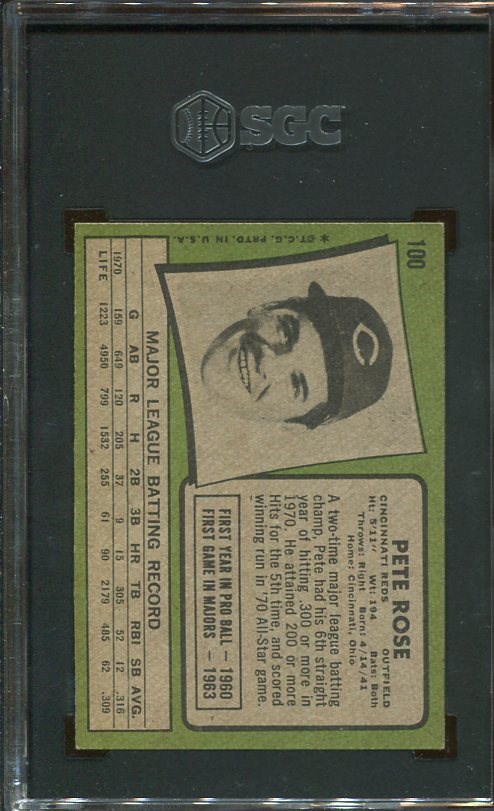 SGC
100
*©T.C.G. PRTD. IN U.S.A.
C
PETE ROSE
CINCINNATI REDS OUTFIELD
Ht: 5'11" Wt: 194 Bats: Both
Throws: Right Born: 4/14/41
Home: Cincinnati, Ohio
A two-time major league batting
champ, Pete had his 6th straight
year of hitting .300 or more in
1970. He attained 200 or more
Hits for the 5th time, and scored
winning run in '70 All-Star game.
FIRST YEAR IN PRO BALL — 1960
FIRST GAME IN MAJORS — 1963
MAJOR LEAGUE BATTING RECORD
G AB R H 2B 3B HR TB RBI SB AVG.
1970 159 649 120 205 37 9 15 305 52 12 .316
LIFE 1223 4950 799 1532 255 61 90 2179 485 62 .309